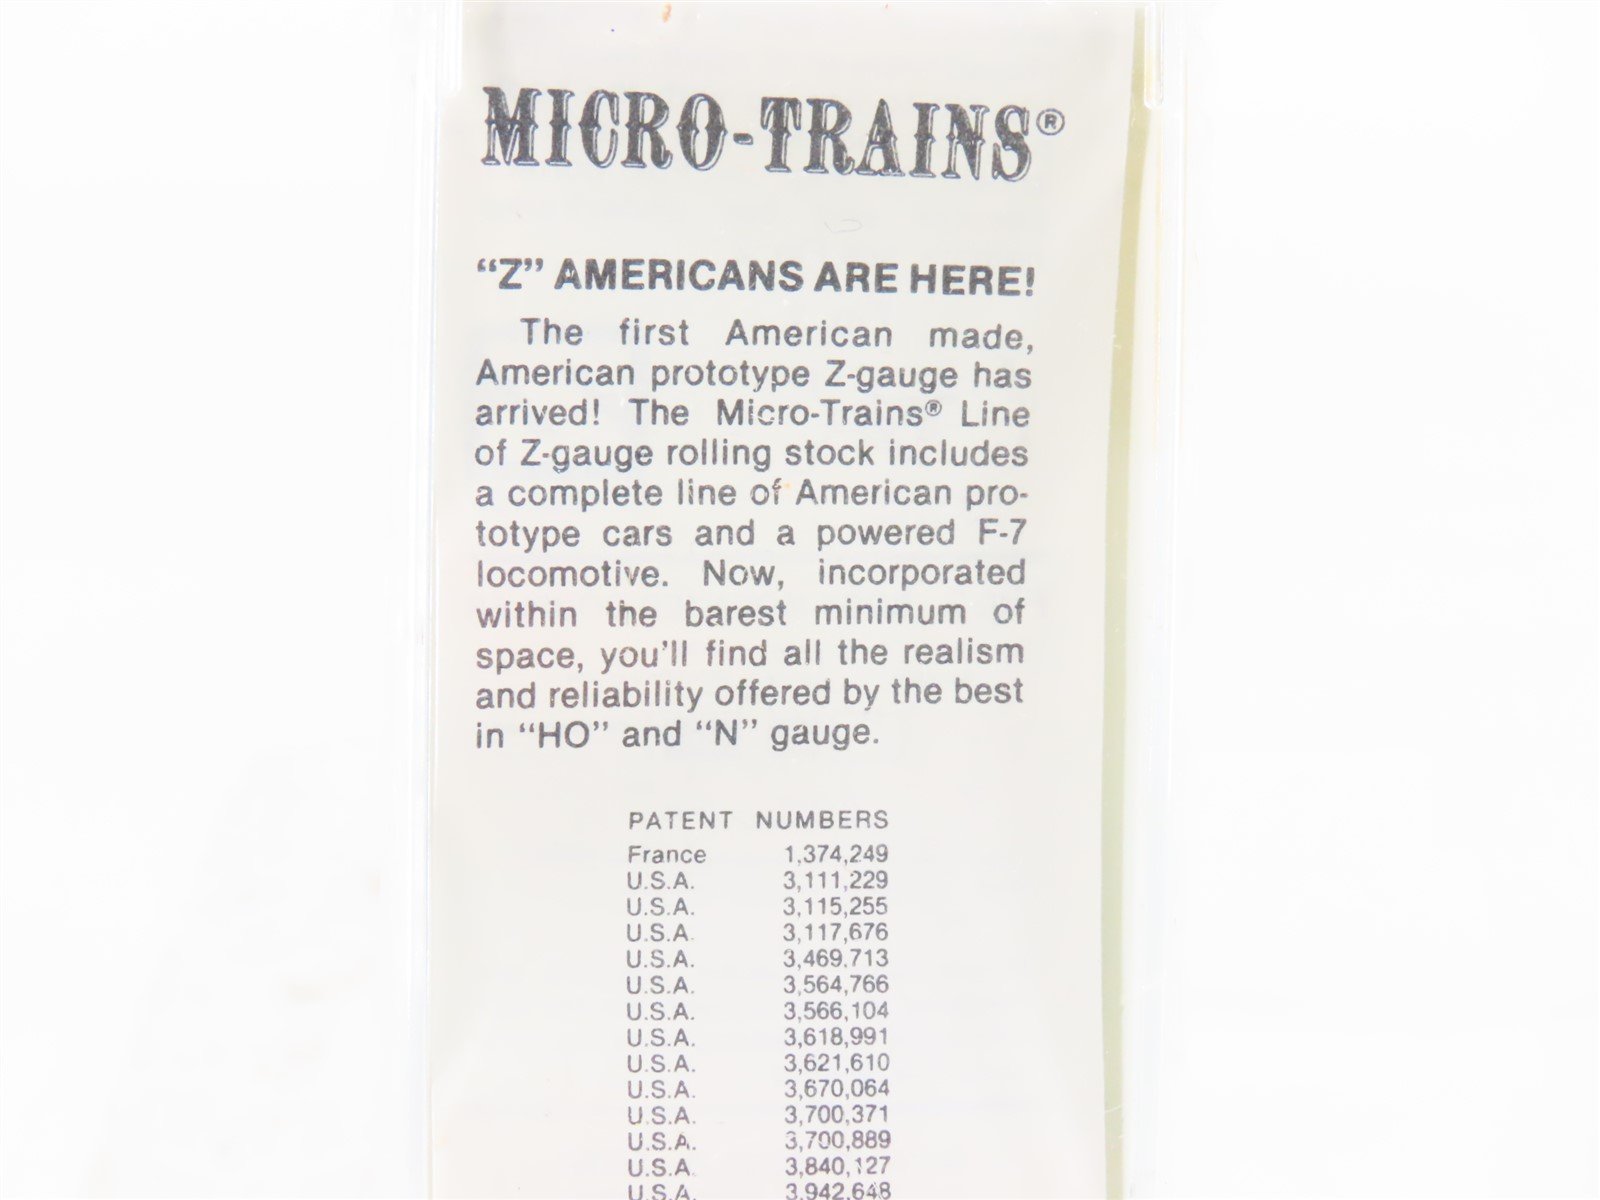 MICRO-TRAINS®
“Z” AMERICANS ARE HERE!
The first American made,
American prototype Z-gauge has
arrived! The Micro-Trains® Line
of Z-gauge rolling stock includes
a complete line of American pro-
totype cars and a powered F-7
locomotive. Now, incorporated
within the barest minimum of
space, you'll find all the realism
and reliability offered by the best
in “HO” and “N” gauge.
PATENT NUMBERS
France 1,374,249
U.S.A. 3,111,229
U.S.A. 3,115,255
U.S.A. 3,117,676
U.S.A. 3,469,713
U.S.A. 3,564,766
U.S.A. 3,566,104
U.S.A. 3,618,991
U.S.A. 3,621,610
U.S.A. 3,670,064
U.S.A. 3,700,371
U.S.A. 3,700,889
U.S.A. 3,840,127
U.S.A. 3,942,648